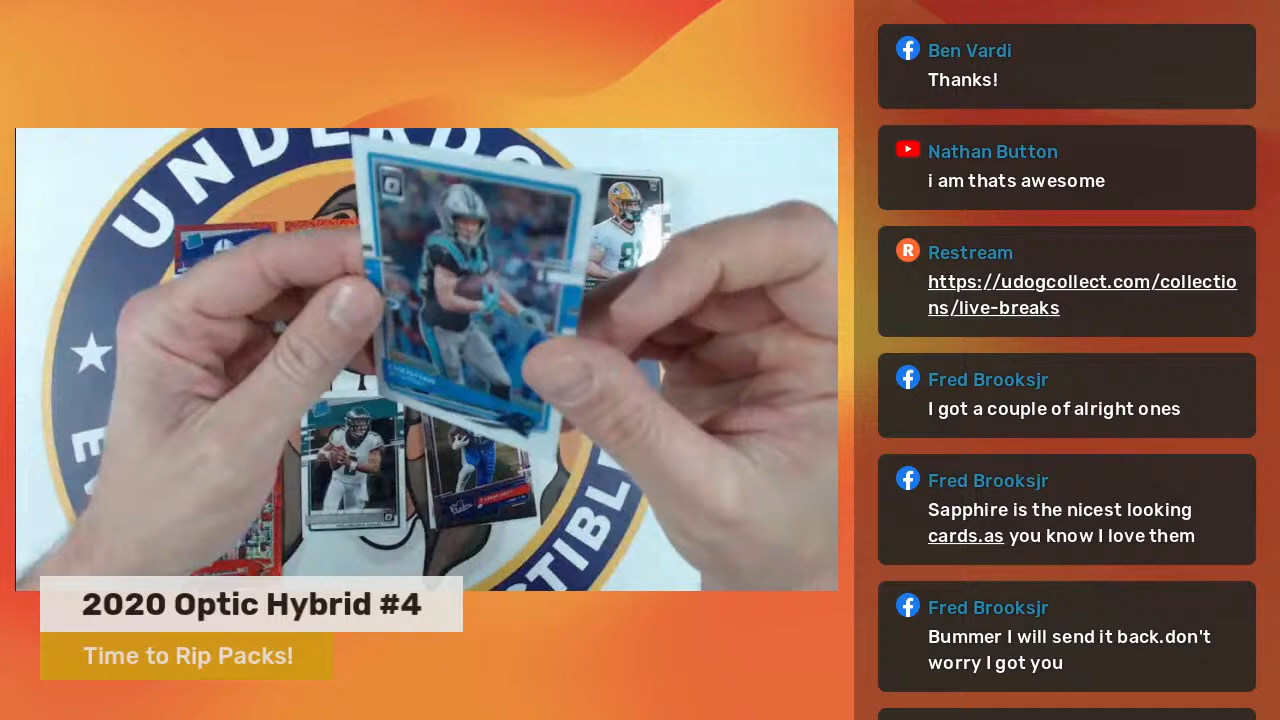 Ben Vardi
Thanks!
Nathan Button
i am thats awesome
Restream
https://udogcollect.com/collectio
ns/live-breaks
Fred Brooksjr
I got a couple of alright ones
Fred Brooksjr
Sapphire is the nicest looking
cards.as you know I love them
Fred Brooksjr
Bummer I will send it back.don't
worry I got you
UNDERDO
TIBL
2020 Optic Hybrid #4
Time to Rip Packs!